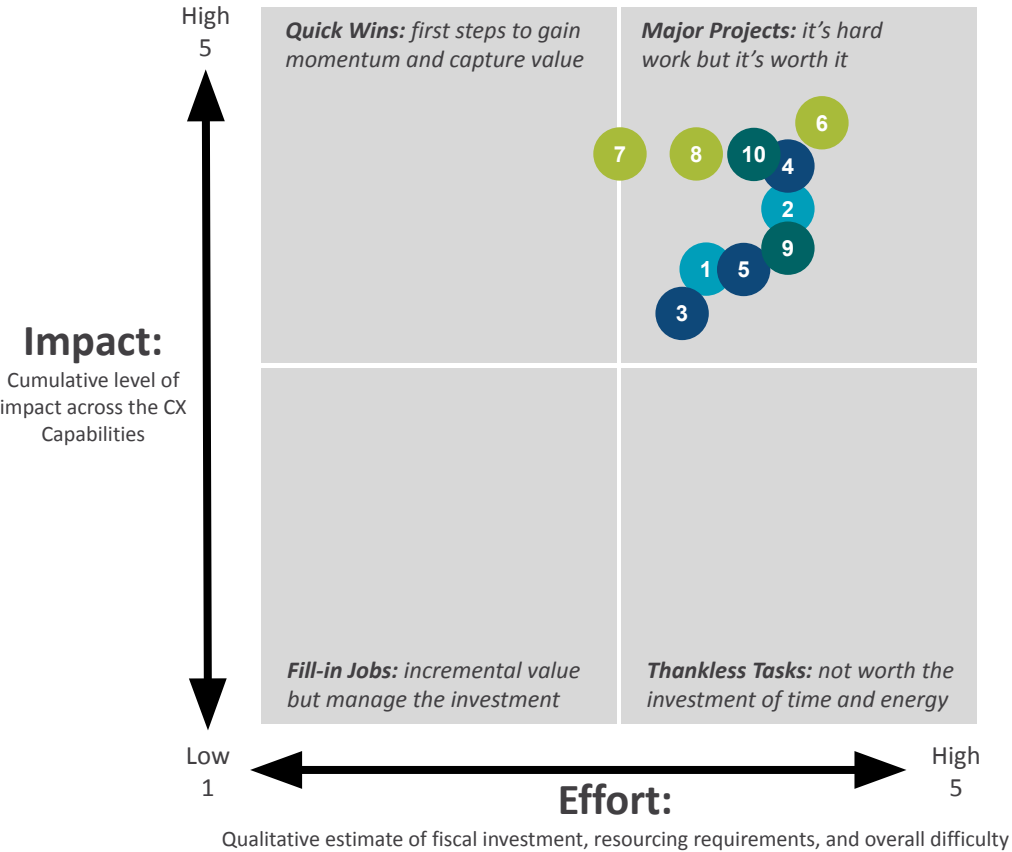 High
5
Quick Wins: first steps to gain
momentum and capture value
Major Projects: it’s hard
work but it’s worth it
6
7
8
10
4
2
9
1
5
3
Impact:
Cumulative level of
impact across the CX
Capabilities
Fill-in Jobs: incremental value
but manage the investment
Thankless Tasks: not worth the
investment of time and energy
Low
1
High
5
Effort:
Qualitative estimate of fiscal investment, resourcing requirements, and overall difficulty